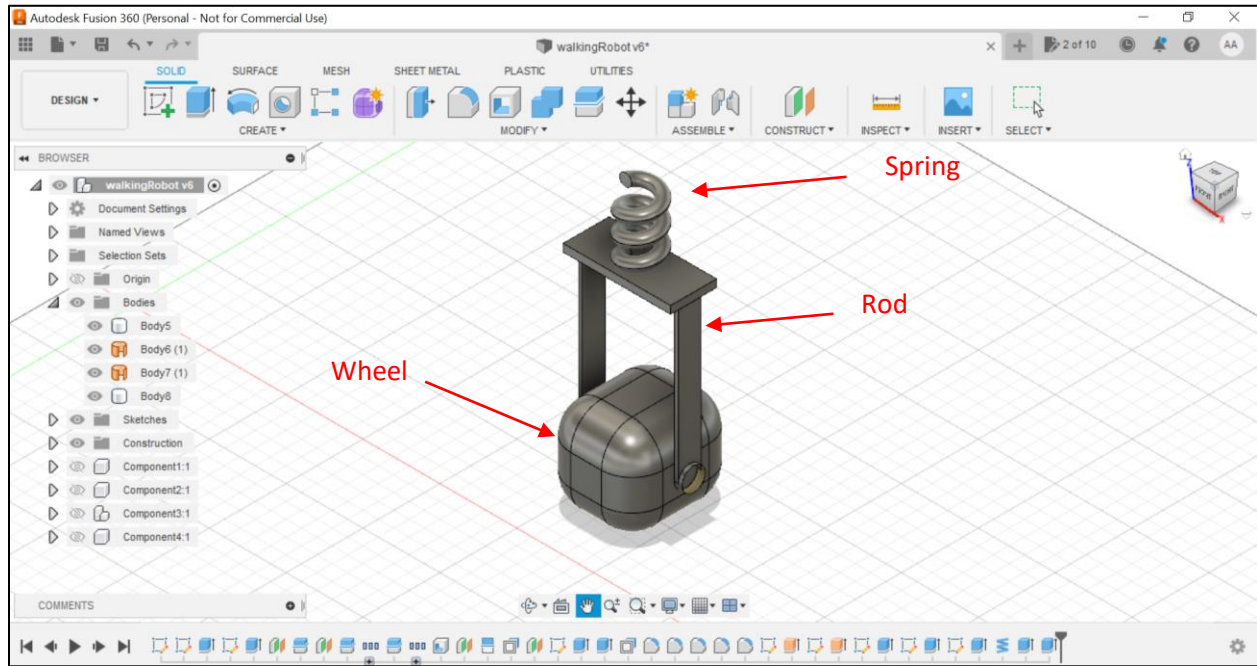 Autodesk Fusion 360 (Personal - Not for Commercial Use)
walkingRobot v6*
2 of 10
AA
SOLID SURFACE MESH SHEET METAL PLASTIC UTILITIES
DESIGN
CREATE MODIFY ASSEMBLE CONSTRUCT INSPECT INSERT SELECT
BROWSER
walkingRobot v6
Document Settings
Named Views
Selection Sets
Origin
Bodies
Body5
Body6 (1)
Body7 (1)
Body8
Sketches
Construction
Component1:1
Component2:1
Component3:1
Component4:1
Spring
Rod
Wheel
Z
TOP
X
COMMENTS